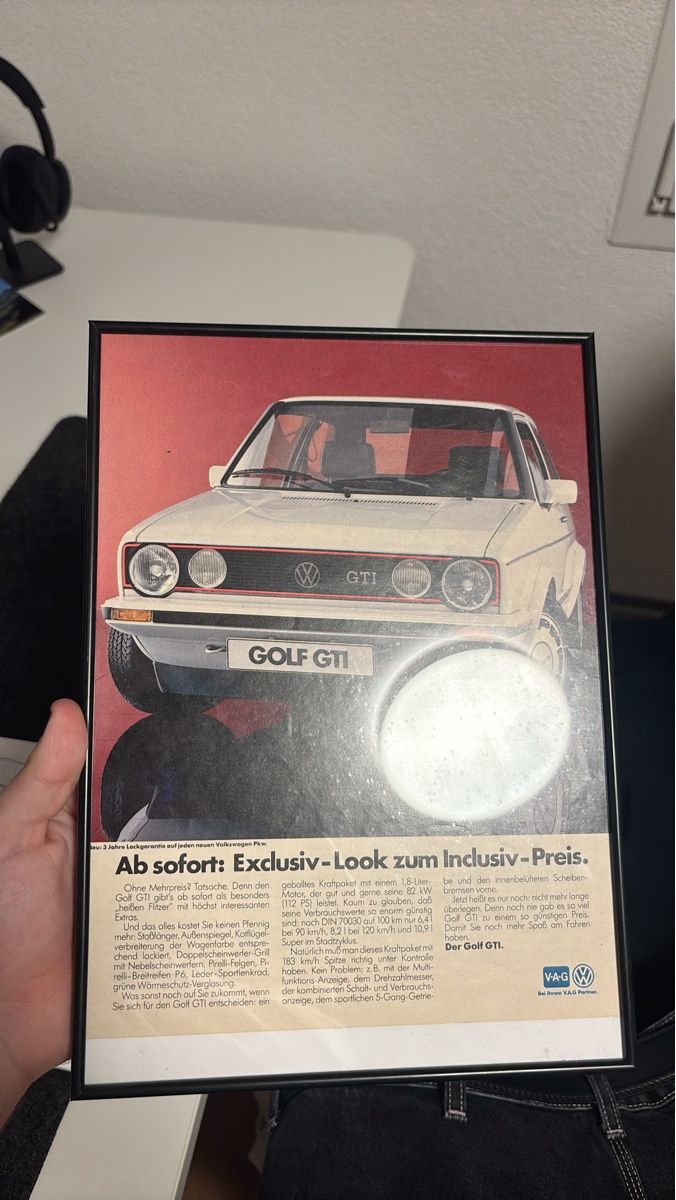 GTI
GOLF GTI
Neu: 3 Jahre Lackgarantie auf jeden neuen Volkswagen Pkw.
Ab sofort: Exclusiv-Look zum Inclusiv-Preis.
Ohne Mehrpreis? Tatsache. Denn den
Golf GTI gibt's ab sofort als besonders
„heißen Flitzer" mit höchst interessanten
Extras.
Und das alles kostet Sie keinen Pfennig
mehr: Stoßfänger, Außenspiegel, Kotflügel-
verbreiterung der Wagenfarbe entspre-
chend lackiert, Doppelscheinwerfer-Grill
mit Nebelscheinwerfern, Pirelli-Felgen, Pi-
relli-Breitreifen P6, Leder-Sportlenkrad,
grüne Wärmeschutz-Verglasung.
Was sonst noch auf Sie zukommt, wenn
Sie sich für den Golf GTI entscheiden: ein
geballtes Kraftpaket mit einem 1,8-Liter-
Motor, der gut und gerne seine 82 kW
(112 PS) leistet. Kaum zu glauben, daß
seine Verbrauchswerte so enorm günstig
sind: nach DIN 70030 auf 100 km nur 6,4 l
bei 90 km/h, 8,2 l bei 120 km/h und 10,9 l
Super im Stadtzyklus.
Natürlich muß man dieses Kraftpaket mit
183 km/h Spitze richtig unter Kontrolle
haben. Kein Problem: z.B. mit der Multi-
funktions-Anzeige, dem Drehzahlmesser,
der kombinierten Schalt- und Verbrauchs-
anzeige, dem sportlichen 5-Gang-Getrie-
be und den innenbelüfteten Scheiben-
bremsen vorne.
Jetzt heißt es nur noch: nicht mehr lange
überlegen. Denn noch nie gab es so viel
Golf GTI zu einem so günstigen Preis.
Damit Sie noch mehr Spaß am Fahren
haben.
Der Golf GTI.
V·A·G
Bei Ihrem V.A.G Partner.